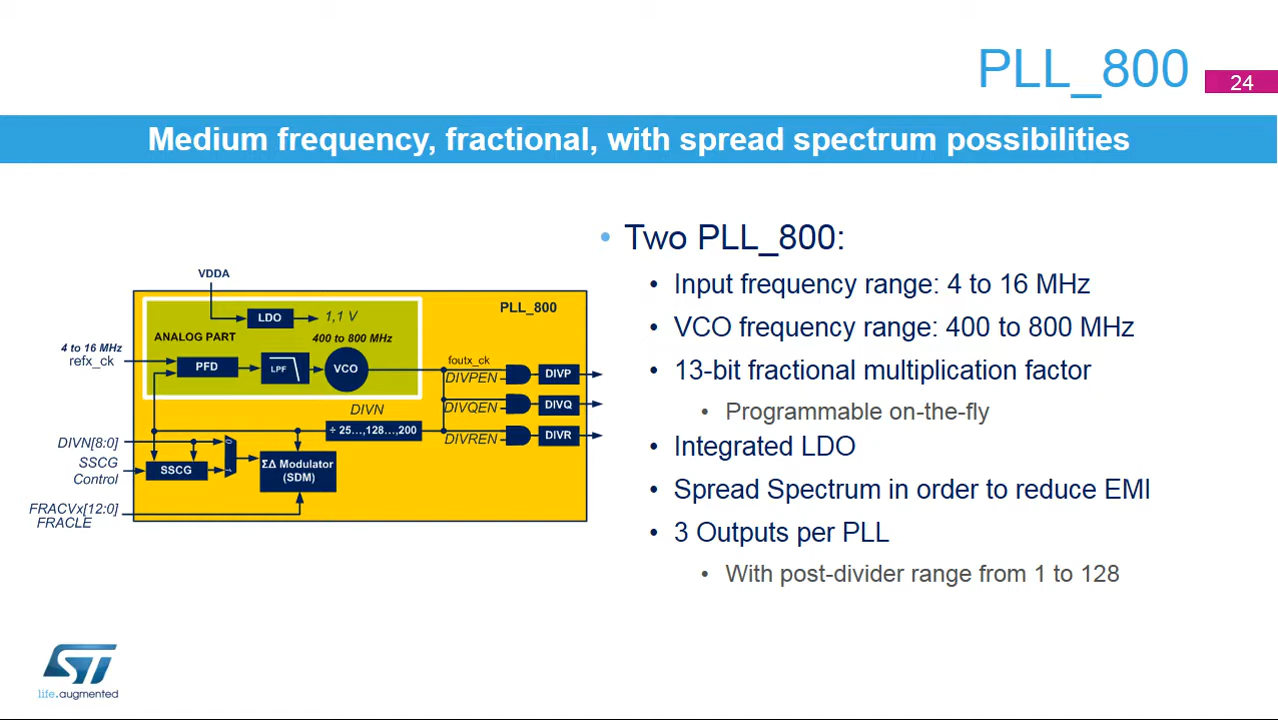 PLL_800
24
Medium frequency, fractional, with spread spectrum possibilities
VDDA
PLL_800
LDO
1,1 V
ANALOG PART
400 to 800 MHz
4 to 16 MHz
refx_ck
PFD
LPF
VCO
foutx_ck
DIVPEN
DIVP
DIVQEN
DIVQ
DIVREN
DIVR
DIVN
÷ 25...,128...,200
DIVN[8:0]
SSCG
Control
SSCG
0
1
ΣΔ Modulator
(SDM)
FRACVx[12:0]
FRACLE
• Two PLL_800:
• Input frequency range: 4 to 16 MHz
• VCO frequency range: 400 to 800 MHz
• 13-bit fractional multiplication factor
• Programmable on-the-fly
• Integrated LDO
• Spread Spectrum in order to reduce EMI
• 3 Outputs per PLL
• With post-divider range from 1 to 128
ST
life.augmented